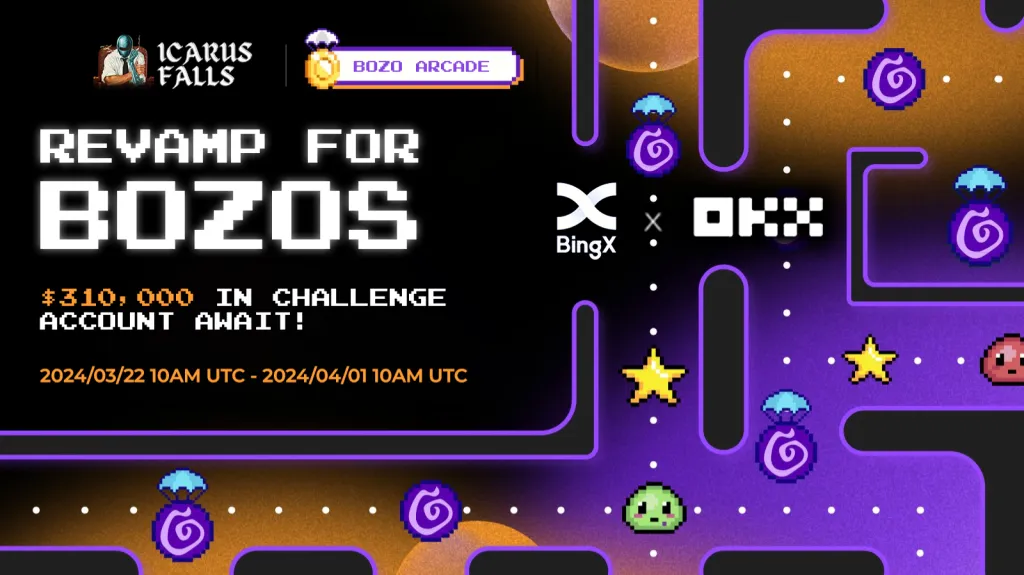 ICARUS
FALLS
BOZO ARCADE
REVAMP FOR
BOZOS
$310,000 IN CHALLENGE
ACCOUNT AWAIT!
2024/03/22 10AM UTC - 2024/04/01 10AM UTC
BingX X OKX